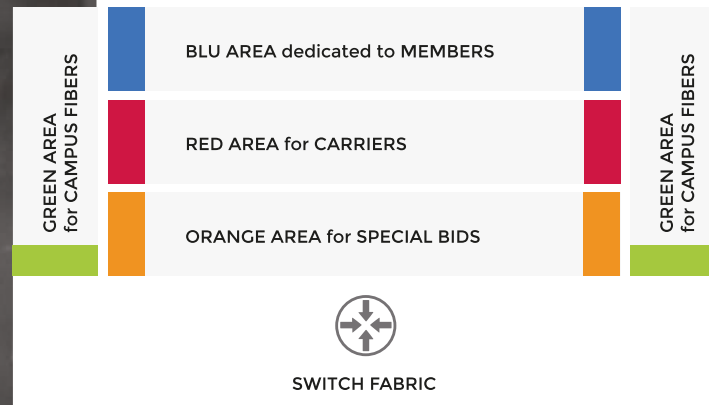 GREEN AREA
for CAMPUS FIBERS
BLU AREA dedicated to MEMBERS
RED AREA for CARRIERS
ORANGE AREA for SPECIAL BIDS
GREEN AREA
for CAMPUS FIBERS
SWITCH FABRIC